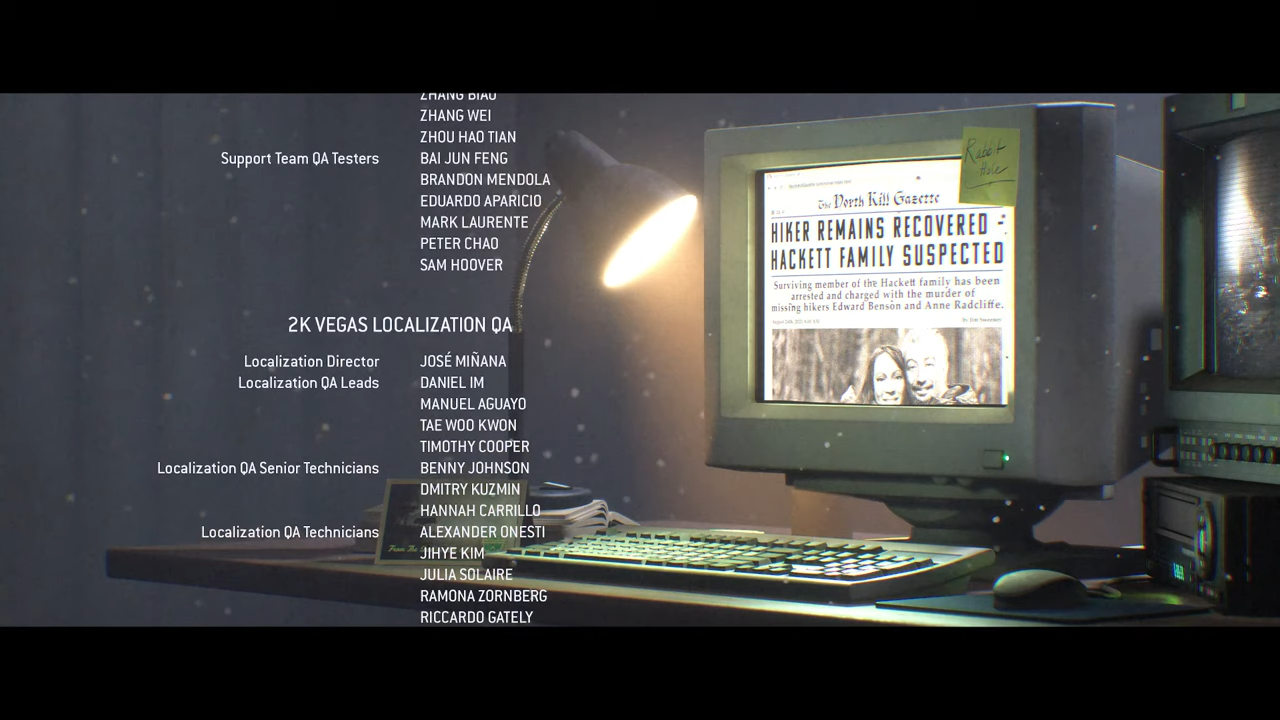 ZHANG BIAO
ZHANG WEI
ZHOU HAO TIAN
Support Team QA Testers BAI JUN FENG
BRANDON MENDOLA
EDUARDO APARICIO
MARK LAURENTE
PETER CHAO
SAM HOOVER
2K VEGAS LOCALIZATION QA
Localization Director JOSÉ MIÑANA
Localization QA Leads DANIEL IM
MANUEL AGUAYO
TAE WOO KWON
TIMOTHY COOPER
Localization QA Senior Technicians BENNY JOHNSON
DMITRY KUZMIN
HANNAH CARRILLO
Localization QA Technicians ALEXANDER ONESTI
JIHYE KIM
JULIA SOLAIRE
RAMONA ZORNBERG
RICCARDO GATELY
Rabbit
Hole
The North Kill Gazette
HIKER REMAINS RECOVERED -
HACKETT FAMILY SUSPECTED
Surviving member of the Hackett family has been
arrested and charged with the murder of
missing hikers Edward Benson and Anne Radcliffe.
From The